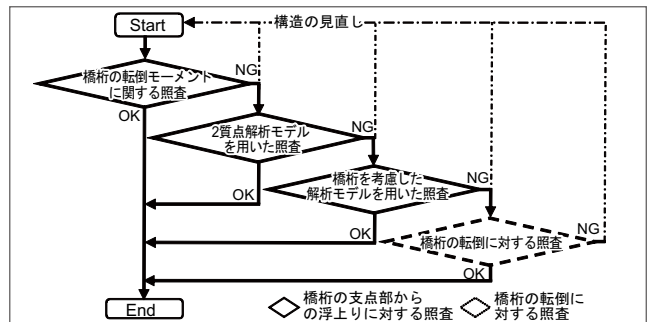 Start
構造の見直し
橋桁の転倒モーメント
に関する照査
NG
OK
2質点解析モデル
を用いた照査
NG
OK
橋桁を考慮した
解析モデルを用いた照査
NG
OK
橋桁の転倒に対する照査
NG
OK
End
橋桁の支点部から
の浮上りに対する照査
橋桁の転倒に
対する照査